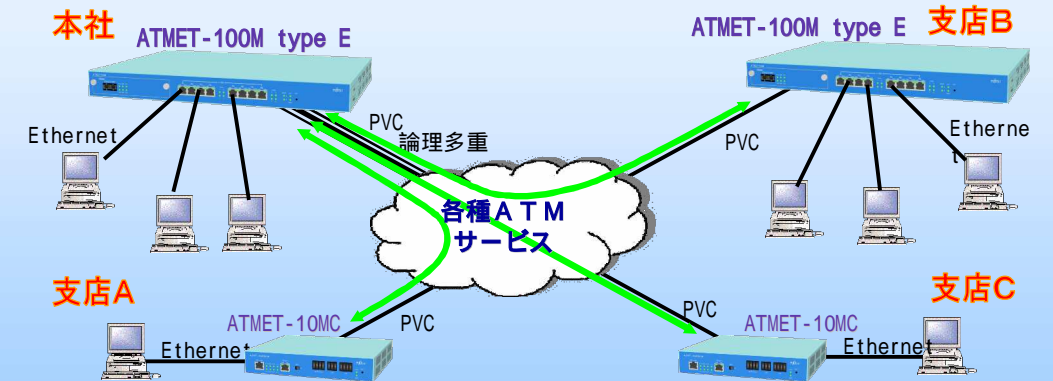 本社
ATMET-100M type E
ATMET-100M type E
支店B
Ethernet
PVC
論理多重
PVC
Etherne
t
各種ATM
サービス
支店A
ATMET-10MC
PVC
Ethernet
PVC
ATMET-10MC
支店C
Ethernet